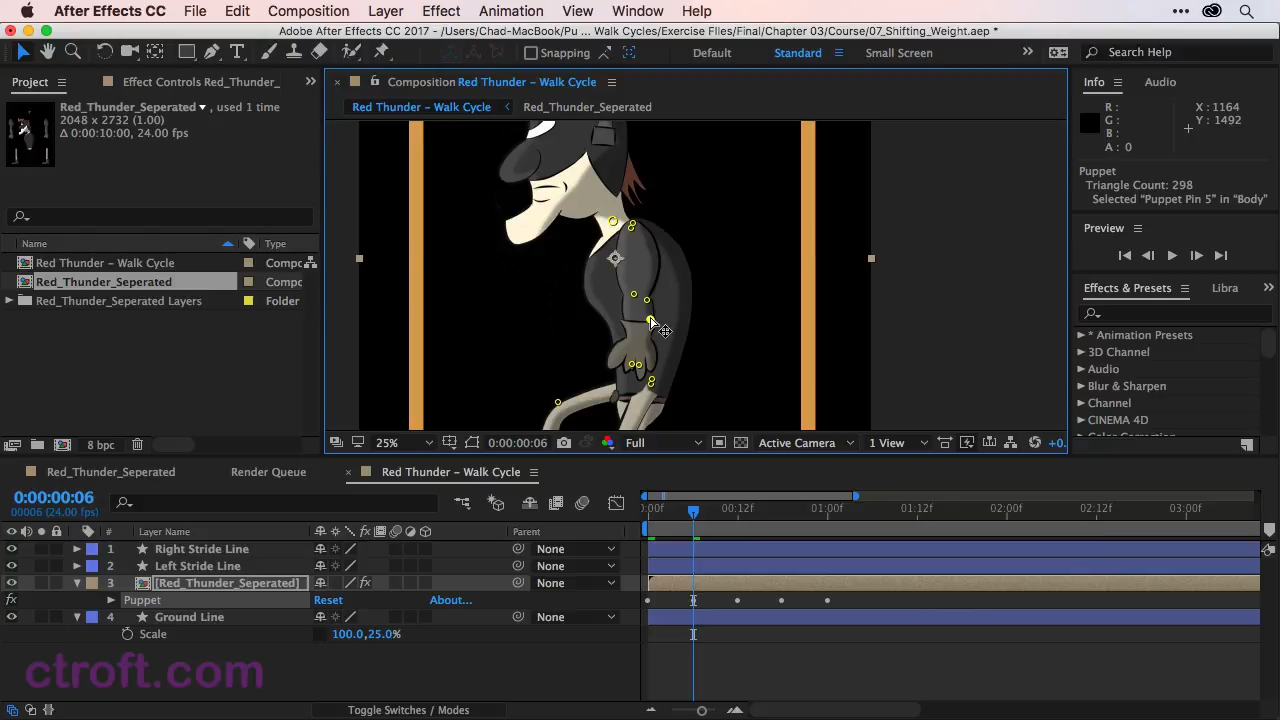 After Effects CC File Edit Composition Layer Effect Animation View Window Help
/Users/Chad-MacBook/Pu Walk Cycles/Exercise Files/Final/Chapter 03/Course/07_Shifting_Weight.aep *
Snapping Default Standard Small Screen Search Help
Project Effect Controls Red_Thunder_ Composition Red Thunder – Walk Cycle Info Audio
Red_Thunder_Seperated , used 1 time
2048 x 2732 (1.00)
Δ 0:00:10:00, 24.00 fps
Red Thunder – Walk Cycle Red_Thunder_Seperated
R: X: 1164
G: Y: 1492
B:
A: 0
Puppet
Triangle Count: 298
Selected "Puppet Pin 5" in "Body"
Preview
Name Type
Red Thunder – Walk Cycle Compo
Red_Thunder_Seperated Compo
Red_Thunder_Seperated Layers Folder
Effects & Presets Libra
* Animation Presets
3D Channel
Audio
Blur & Sharpen
Channel
CINEMA 4D
Color Correction
8 bpc
25% 0:00:00:06 Full Active Camera 1 View +0.
Red_Thunder_Seperated Render Queue Red Thunder – Walk Cycle
0:00:00:06
00006 (24.00 fps)
:00f 00:12f 01:00f 01:12f 02:00f 02:12f 03:00f
# Layer Name Parent
1 Right Stride Line None
2 Left Stride Line None
3 [Red_Thunder_Seperated] fx None
fx Puppet Reset About...
4 Ground Line None
Scale 100.0,25.0%
ctroft.com
Toggle Switches / Modes